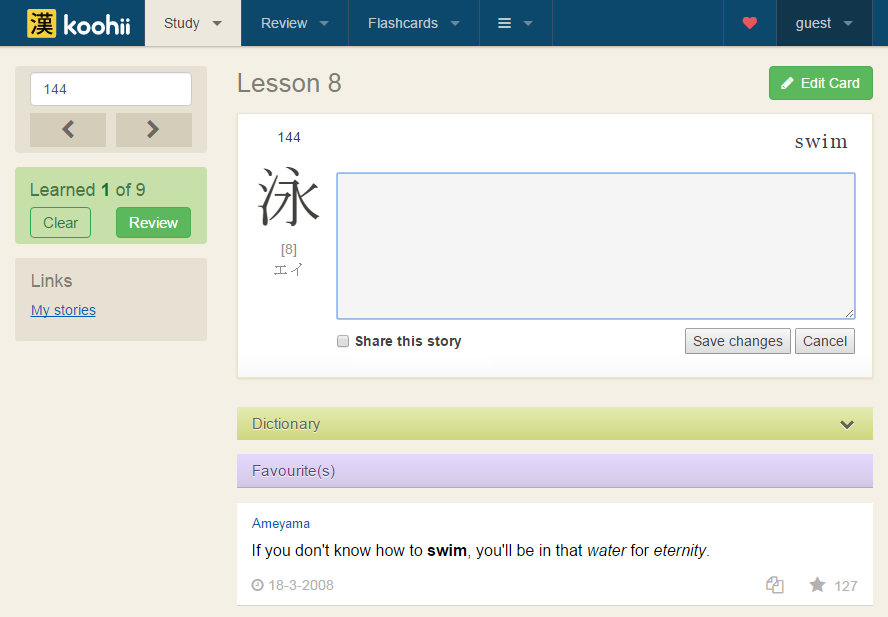 漢 koohii Study Review Flashcards guest
144
Learned 1 of 9
Clear Review
Links
My stories
Lesson 8
Edit Card
144
swim
泳
[8]
エイ
Share this story
Save changes Cancel
Dictionary
Favourite(s)
Ameyama
If you don't know how to swim, you'll be in that water for eternity.
18-3-2008 127